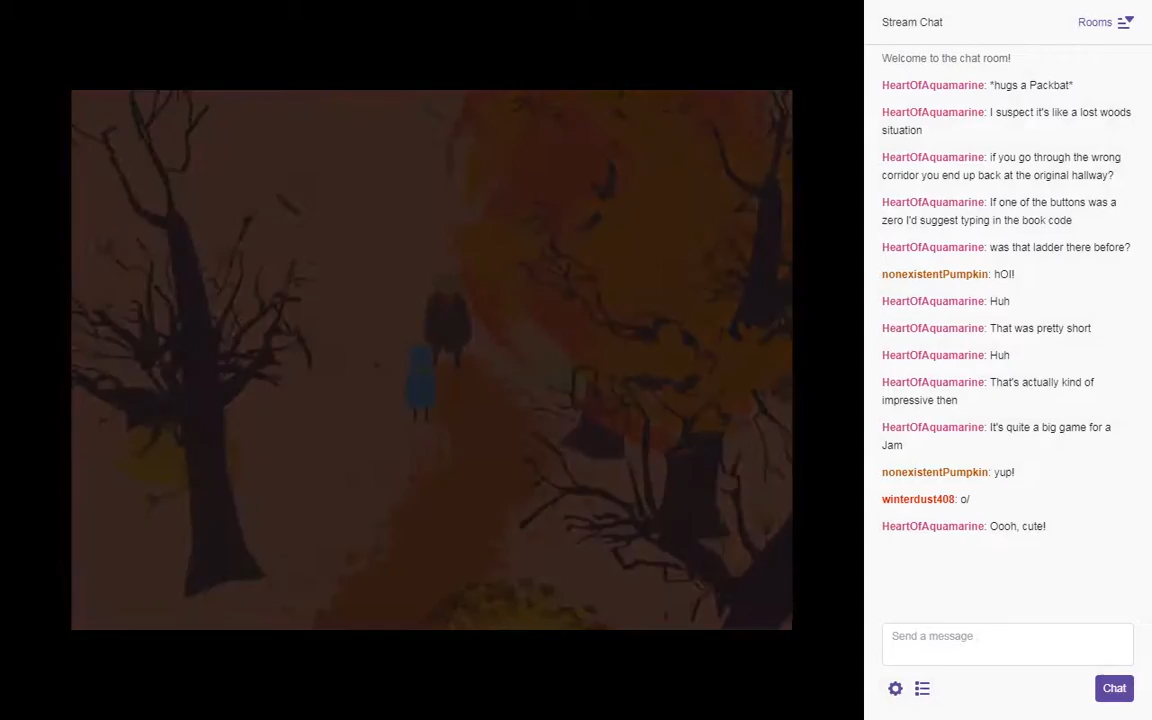 Stream Chat
Rooms
Welcome to the chat room!
HeartOfAquamarine: *hugs a Packbat*
HeartOfAquamarine: I suspect it's like a lost woods
situation
HeartOfAquamarine: if you go through the wrong
corridor you end up back at the original hallway?
HeartOfAquamarine: If one of the buttons was a
zero I'd suggest typing in the book code
HeartOfAquamarine: was that ladder there before?
nonexistentPumpkin: hOI!
HeartOfAquamarine: Huh
HeartOfAquamarine: That was pretty short
HeartOfAquamarine: Huh
HeartOfAquamarine: That's actually kind of
impressive then
HeartOfAquamarine: It's quite a big game for a
Jam
nonexistentPumpkin: yup!
winterdust408: o/
HeartOfAquamarine: Oooh, cute!
Send a message
Chat